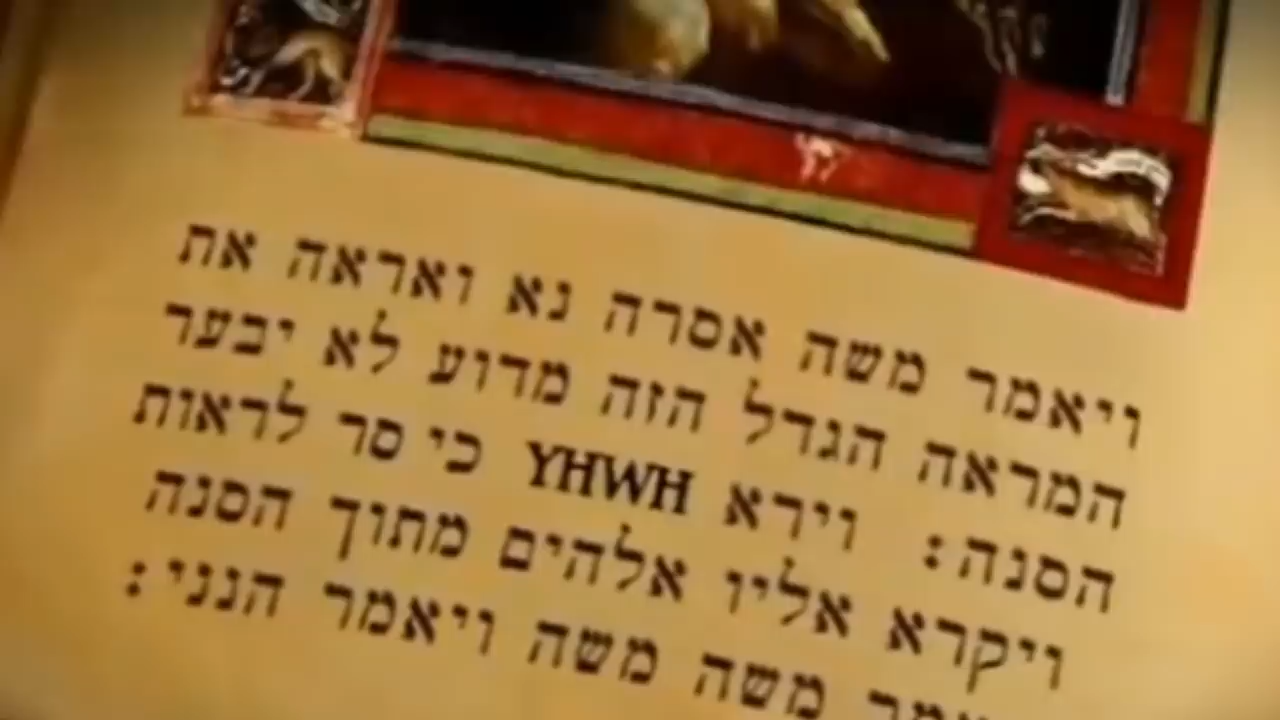 ויאמר משה אסרה נא ואראה את
המראה הגדל הזה מדוע לא יבער
הסנה: וירא YHWH כי סר לראות
ויקרא אליו אלהים מתוך הסנה
משה משה ויאמר הנני: